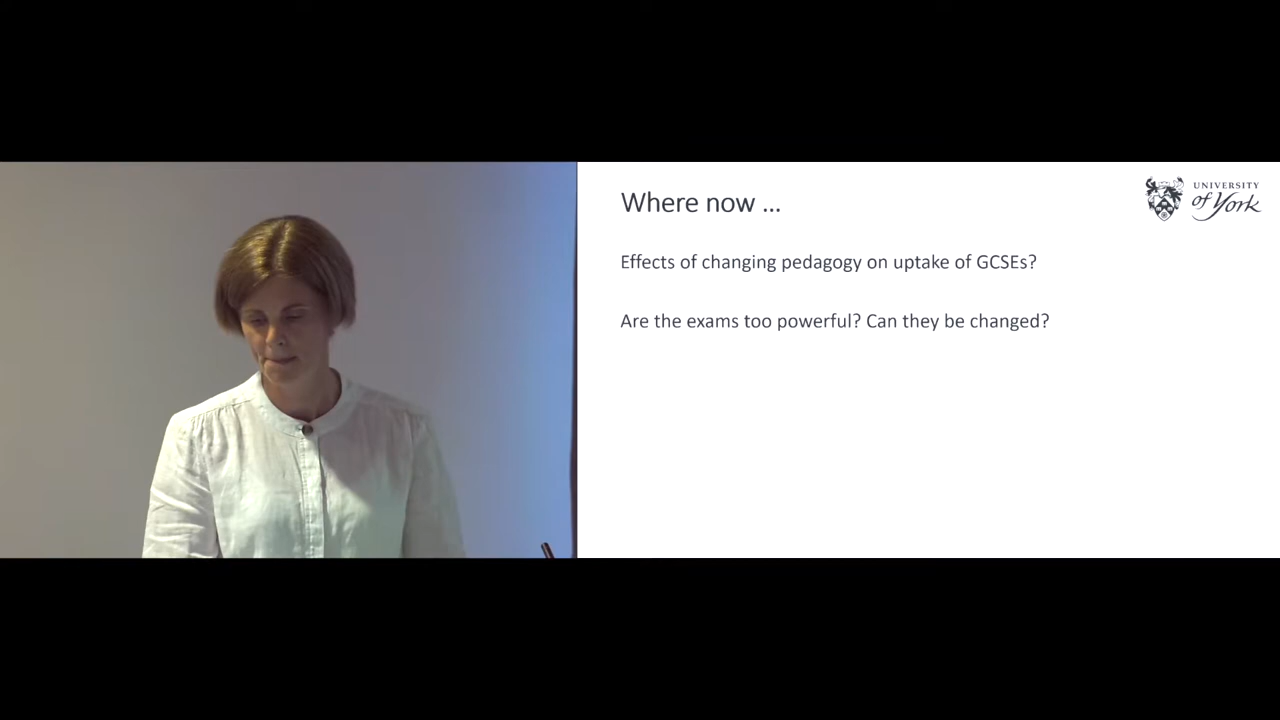 Where now ...
UNIVERSITY
of York
Effects of changing pedagogy on uptake of GCSEs?
Are the exams too powerful? Can they be changed?